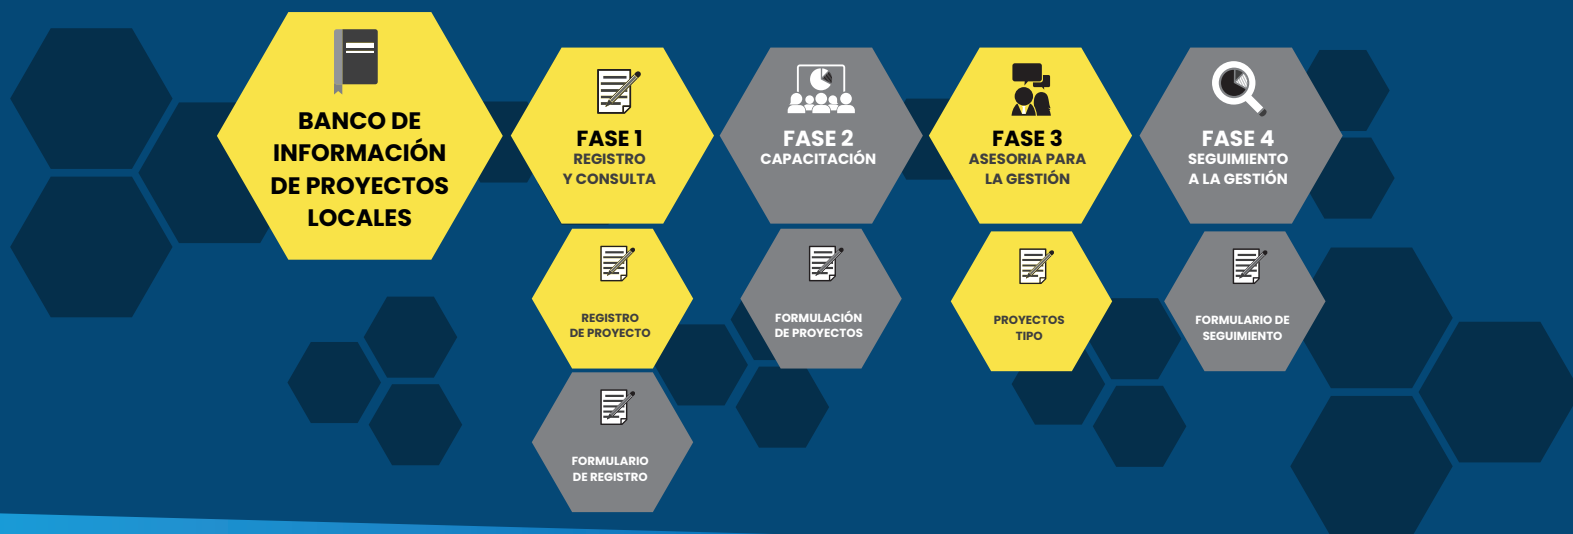 BANCO DE
INFORMACIÓN
DE PROYECTOS
LOCALES
FASE 1
REGISTRO
Y CONSULTA
REGISTRO
DE PROYECTO
FORMULARIO
DE REGISTRO
FASE 2
CAPACITACIÓN
FORMULACIÓN
DE PROYECTOS
FASE 3
ASESORIA PARA
LA GESTIÓN
PROYECTOS
TIPO
FASE 4
SEGUIMIENTO
A LA GESTIÓN
FORMULARIO DE
SEGUIMIENTO